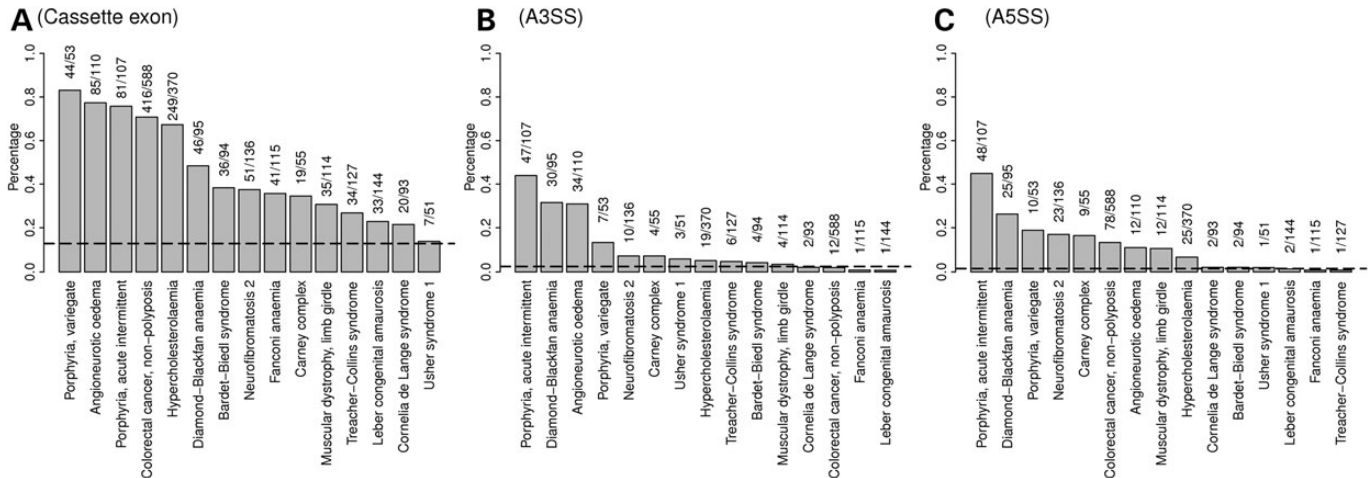 A (Cassette exon)
Percentage
0.0 0.2 0.4 0.6 0.8 1.0
44/53
85/110
81/107
416/588
249/370
46/95
36/94
51/136
41/115
19/55
35/114
34/127
33/144
20/93
7/51
Porphyria, variegate
Angioneurotic oedema
Porphyria, acute intermittent
Colorectal cancer, non−polyposis
Hypercholesterolaemia
Diamond−Blackfan anaemia
Bardet−Biedl syndrome
Neurofibromatosis 2
Fanconi anaemia
Carney complex
Muscular dystrophy, limb girdle
Treacher−Collins syndrome
Leber congenital amaurosis
Cornelia de Lange syndrome
Usher syndrome 1
B (A3SS)
Percentage
0.0 0.2 0.4 0.6 0.8 1.0
47/107
30/95
34/110
7/53
10/136
4/55
3/51
19/370
6/127
4/94
4/114
2/93
12/588
1/115
1/144
Porphyria, acute intermittent
Diamond−Blackfan anaemia
Angioneurotic oedema
Porphyria, variegate
Neurofibromatosis 2
Carney complex
Usher syndrome 1
Hypercholesterolaemia
Treacher−Collins syndrome
Bardet−Biedl syndrome
Muscular dystrophy, limb girdle
Cornelia de Lange syndrome
Colorectal cancer, non−polyposis
Fanconi anaemia
Leber congenital amaurosis
C (A5SS)
Percentage
0.0 0.2 0.4 0.6 0.8 1.0
48/107
25/95
10/53
23/136
9/55
78/588
12/110
12/114
25/370
2/93
2/94
1/51
2/144
1/115
1/127
Porphyria, acute intermittent
Diamond−Blackfan anaemia
Porphyria, variegate
Neurofibromatosis 2
Carney complex
Colorectal cancer, non−polyposis
Angioneurotic oedema
Muscular dystrophy, limb girdle
Hypercholesterolaemia
Cornelia de Lange syndrome
Bardet−Biedl syndrome
Usher syndrome 1
Leber congenital amaurosis
Fanconi anaemia
Treacher−Collins syndrome